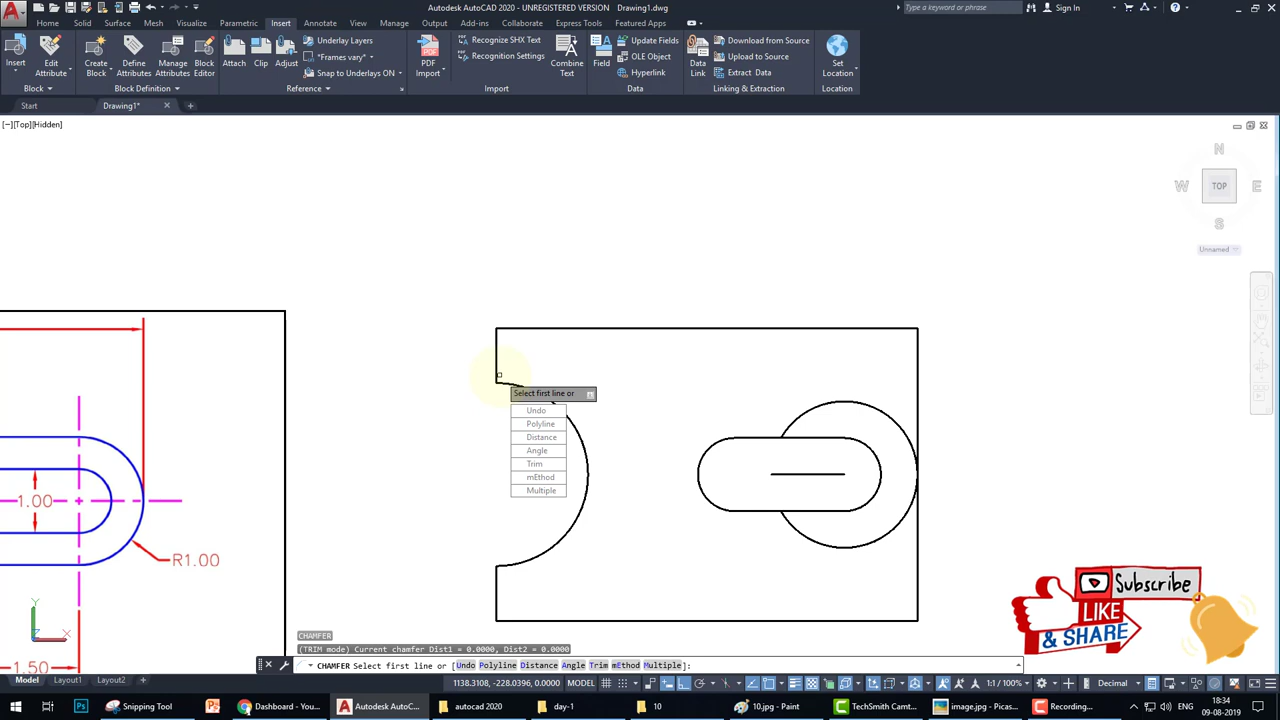 Autodesk AutoCAD 2020 - UNREGISTERED VERSION Drawing1.dwg
Type a keyword or phrase
Sign In
Home Insert Annotate Parametric View Manage Output Add-ins Collaborate Express Tools Featured Apps
Insert
Edit Attribute
Create Block
Define Attributes
Manage Attributes
Block Editor
Attach
Clip
Adjust
Underlay Layers
*Frames vary*
Snap to Underlays ON
PDF Import
Recognize SHX Text
Recognition Settings
Combine Text
Field
Update Fields
OLE Object
Hyperlink
Data Link
Download from Source
Upload to Source
Extract Data
Set Location
Block
Block Definition
Reference
Import
Data
Linking & Extraction
Location
Start
Drawing1*
[−][Top][Hidden]
N
W
TOP
E
S
Unnamed
Select first line or
Undo
Polyline
Distance
Angle
Trim
mEthod
Multiple
1.00
R1.00
1.50
Y
X
Z
Subscribe
LIKE
& SHARE
CHAMFER
(TRIM mode) Current chamfer Dist1 = 0.0000, Dist2 = 0.0000
CHAMFER Select first line or [Undo Polyline Distance Angle Trim mEthod Multiple]:
Model Layout1 Layout2
1138.3108, -228.0396, 0.0000 MODEL
1:1 / 100%
Decimal
Snipping Tool
Dashboard - You...
Autodesk AutoC...
autocad 2020
day-1
10
10.jpg - Paint
TechSmith Camt...
image.jpg - Picas...
Recording...
18:34
09-08-2019